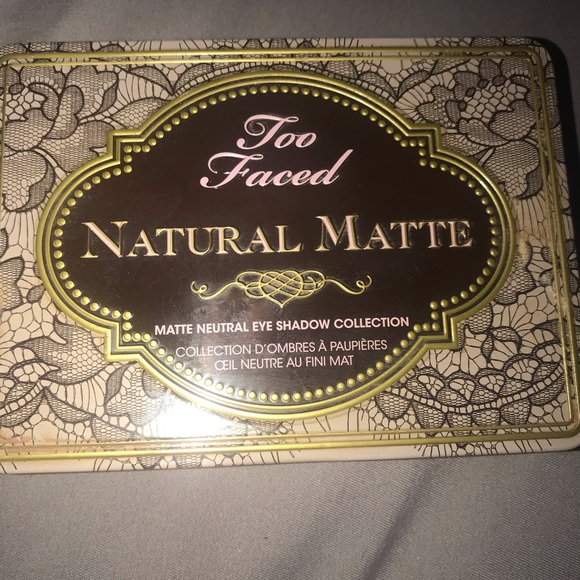 Too
Faced
NATURAL MATTE
MATTE NEUTRAL EYE SHADOW COLLECTION
COLLECTION D'OMBRES À PAUPIÈRES
ŒIL NEUTRE AU FINI MAT